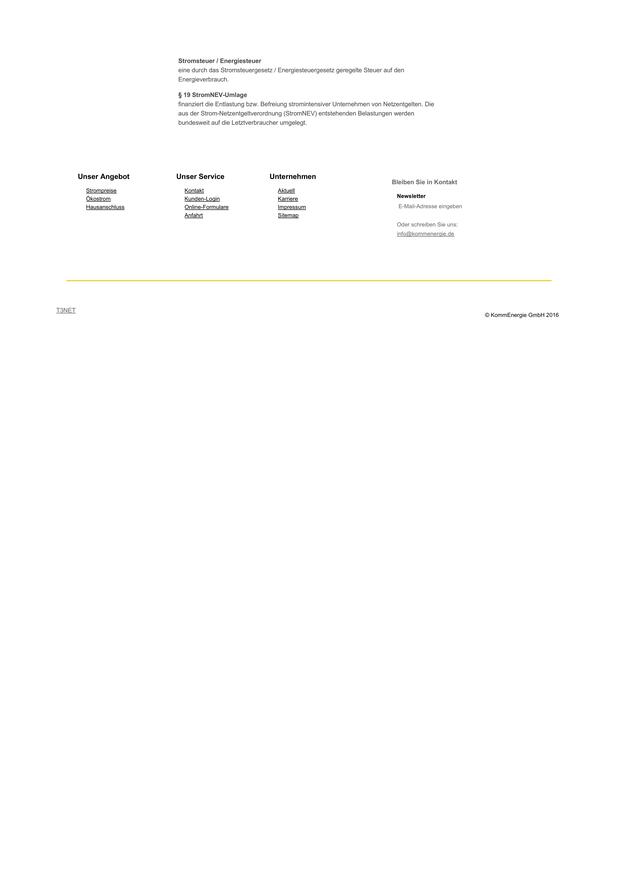 Stromsteuer / Energiesteuer
eine durch das Stromsteuergesetz / Energiesteuergesetz geregelte Steuer auf den
Energieverbrauch.
§ 19 StromNEV-Umlage
finanziert die Entlastung bzw. Befreiung stromintensiver Unternehmen von Netzentgelten. Die
aus der Strom-Netzentgeltverordnung (StromNEV) entstehenden Belastungen werden
bundesweit auf die Letztverbraucher umgelegt.
Unser Angebot
Strompreise
Ökostrom
Hausanschluss
Unser Service
Kontakt
Kunden-Login
Online-Formulare
Anfahrt
Unternehmen
Aktuell
Karriere
Impressum
Sitemap
Bleiben Sie in Kontakt
Newsletter
E-Mail-Adresse eingeben
Oder schreiben Sie uns:
info@kommenergie.de
T3NET
© KommEnergie GmbH 2016